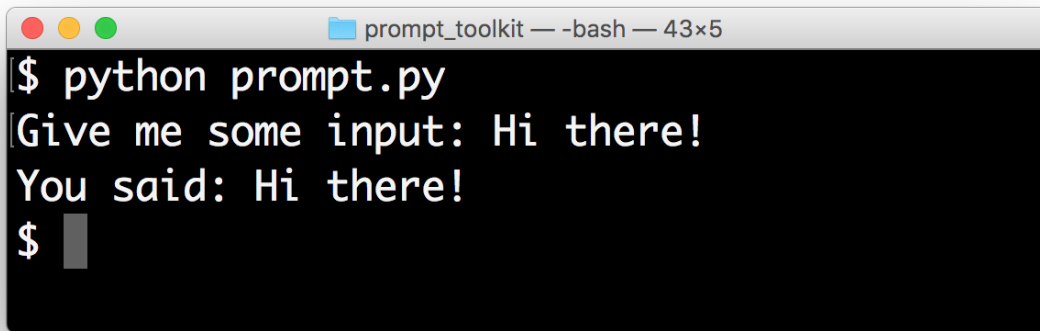 prompt_toolkit — -bash — 43×5
[$ python prompt.py
[Give me some input: Hi there!
You said: Hi there!
$